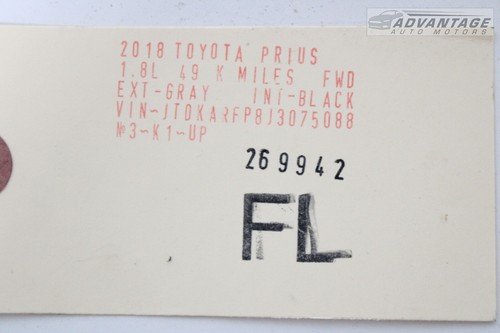 ADVANTAGE
AUTO MOTORS
2018 TOYOTA PRIUS
1.8L 49 K MILES FWD
EXT-GRAY INT-BLACK
VIN~JTDKARFP8J3075088
№3~K1~UP
269942
FL